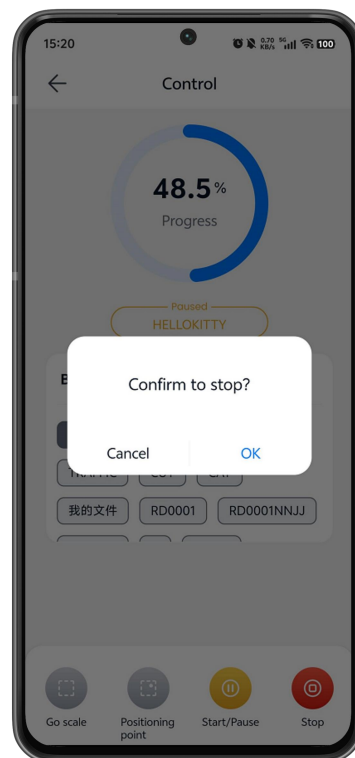 15:20
0.70 KB/s 5G 100
Control
48.5%
Progress
Paused
HELLOKITTY
Confirm to stop?
Cancel OK
我的文件 RD0001 RD0001NNJJ
Go scale
Positioning point
Start/Pause
Stop